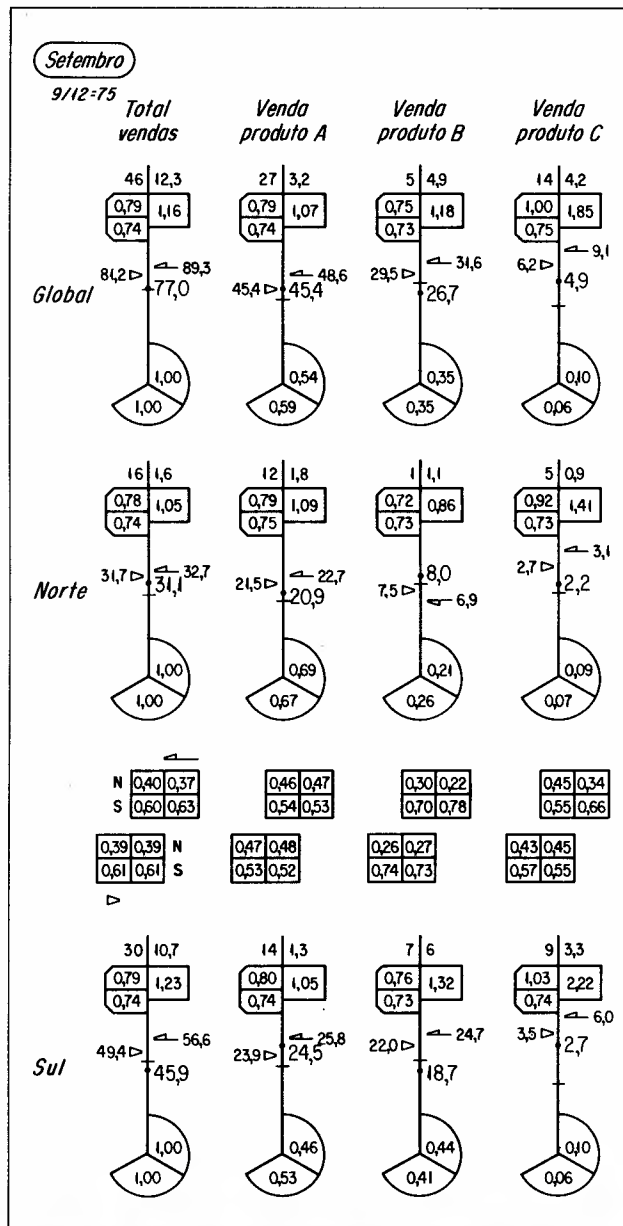 Setembro
9/12=75
Total vendas
Venda produto A
Venda produto B
Venda produto C
46 12,3 27 3,2 5 4,9 14 4,2
0,79 1,16 0,79 1,07 0,75 1,18 1,00 1,85
0,74 0,74 0,73 0,75
81,2 89,3 48,6 29,5 31,6 6,2 9,1
Global 77,0 45,4 45,4 26,7 4,9
1,00 0,54 0,35 0,10
1,00 0,59 0,35 0,06
16 1,6 12 1,8 1 1,1 5 0,9
0,78 1,05 0,79 1,09 0,72 0,86 0,92 1,41
0,74 0,75 0,73 0,73
31,7 32,7 21,5 22,7 8,0 2,7 3,1
Norte 31,1 20,9 7,5 6,9 2,2
1,00 0,69 0,21 0,09
1,00 0,67 0,26 0,07
N 0,40 0,37 0,46 0,47 0,30 0,22 0,45 0,34
S 0,60 0,63 0,54 0,53 0,70 0,78 0,55 0,66
0,39 0,39 N 0,47 0,48 0,26 0,27 0,43 0,45
0,61 0,61 S 0,53 0,52 0,74 0,73 0,57 0,55
30 10,7 14 1,3 7 6 9 3,3
0,79 1,23 0,80 1,05 0,76 1,32 1,03 2,22
0,74 0,74 0,73 0,74
49,4 56,6 23,9 25,8 22,0 24,7 3,5 6,0
Sul 45,9 24,5 18,7 2,7
1,00 0,46 0,44 0,10
1,00 0,53 0,41 0,06